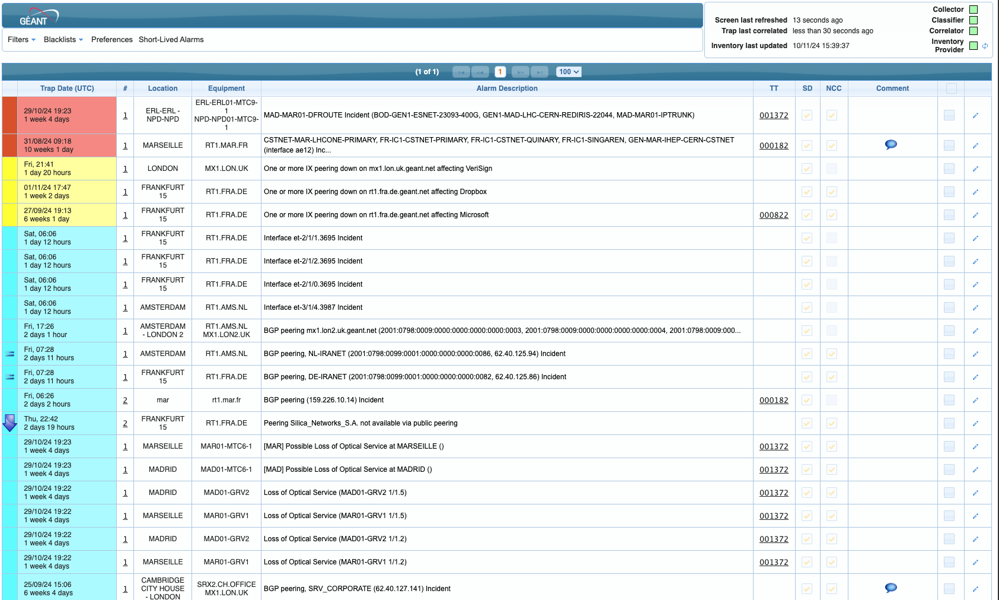 GÉANT
Filters Blacklists Preferences Short-Lived Alarms
Collector
Screen last refreshed 13 seconds ago Classifier
Trap last correlated less than 30 seconds ago Correlator
Inventory last updated 10/11/24 15:39:37 Inventory Provider
(1 of 1) 1 100
Trap Date (UTC) # Location Equipment Alarm Description TT SD NCC Comment
29/10/24 19:23
1 week 4 days
1
ERL-ERL -
NPD-NPD
ERL-ERL01-MTC9-
1
NPD-NPD01-MTC9-
1
MAD-MAR01-DFROUTE Incident (BOD-GEN1-ESNET-23093-400G, GEN1-MAD-LHC-CERN-REDIRIS-22044, MAD-MAR01-IPTRUNK)
001372
31/08/24 09:18
10 weeks 1 day
1
MARSEILLE
RT1.MAR.FR
CSTNET-MAR-LHCONE-PRIMARY, FR-IC1-CSTNET-PRIMARY, FR-IC1-CSTNET-QUINARY, FR-IC1-SINGAREN, GEN-MAR-IHEP-CERN-CSTNET
(interface ae12) Inc...
000182
Fri, 21:41
1 day 20 hours
1
LONDON
MX1.LON.UK
One or more IX peering down on mx1.lon.uk.geant.net affecting VeriSign
01/11/24 17:47
1 week 2 days
1
FRANKFURT
15
RT1.FRA.DE
One or more IX peering down on rt1.fra.de.geant.net affecting Dropbox
27/09/24 19:13
6 weeks 1 day
1
FRANKFURT
15
RT1.FRA.DE
One or more IX peering down on rt1.fra.de.geant.net affecting Microsoft
000822
Sat, 06:06
1 day 12 hours
1
FRANKFURT
15
RT1.FRA.DE
Interface et-2/1/1.3695 Incident
Sat, 06:06
1 day 12 hours
1
FRANKFURT
15
RT1.FRA.DE
Interface et-2/1/2.3695 Incident
Sat, 06:06
1 day 12 hours
1
FRANKFURT
15
RT1.FRA.DE
Interface et-2/1/0.3695 Incident
Sat, 06:06
1 day 12 hours
1
AMSTERDAM
RT1.AMS.NL
Interface et-3/1/4.3987 Incident
Fri, 17:26
2 days 1 hour
1
AMSTERDAM
- LONDON 2
RT1.AMS.NL
MX1.LON2.UK
BGP peering mx1.lon2.uk.geant.net (2001:0798:0009:0000:0000:0000:0000:0003, 2001:0798:0009:0000:0000:0000:0000:0004, 2001:0798:0009:000...
Fri, 07:28
2 days 11 hours
1
AMSTERDAM
RT1.AMS.NL
BGP peering, NL-IRANET (2001:0798:0099:0001:0000:0000:0000:0086, 62.40.125.94) Incident
Fri, 07:28
2 days 11 hours
1
FRANKFURT
15
RT1.FRA.DE
BGP peering, DE-IRANET (2001:0798:0099:0001:0000:0000:0000:0082, 62.40.125.86) Incident
Fri, 06:26
2 days 2 hours
2
mar
rt1.mar.fr
BGP peering (159.226.10.14) Incident
000182
Thu, 22:42
2 days 19 hours
2
FRANKFURT
15
RT1.FRA.DE
Peering Silica_Networks_S.A. not available via public peering
29/10/24 19:23
1 week 4 days
1
MARSEILLE
MAR01-MTC6-1
[MAR] Possible Loss of Optical Service at MARSEILLE ()
001372
29/10/24 19:23
1 week 4 days
1
MADRID
MAD01-MTC6-1
[MAD] Possible Loss of Optical Service at MADRID ()
001372
29/10/24 19:22
1 week 4 days
1
MADRID
MAD01-GRV2
Loss of Optical Service (MAD01-GRV2 1/1.5)
001372
29/10/24 19:22
1 week 4 days
1
MARSEILLE
MAR01-GRV1
Loss of Optical Service (MAR01-GRV1 1/1.5)
001372
29/10/24 19:22
1 week 4 days
1
MADRID
MAD01-GRV2
Loss of Optical Service (MAD01-GRV2 1/1.2)
001372
29/10/24 19:22
1 week 4 days
1
MARSEILLE
MAR01-GRV1
Loss of Optical Service (MAR01-GRV1 1/1.2)
001372
25/09/24 15:06
6 weeks 4 days
1
CAMBRIDGE
CITY HOUSE
- LONDON
SRX2.CH.OFFICE
MX1.LON.UK
BGP peering, SRV_CORPORATE (62.40.127.141) Incident